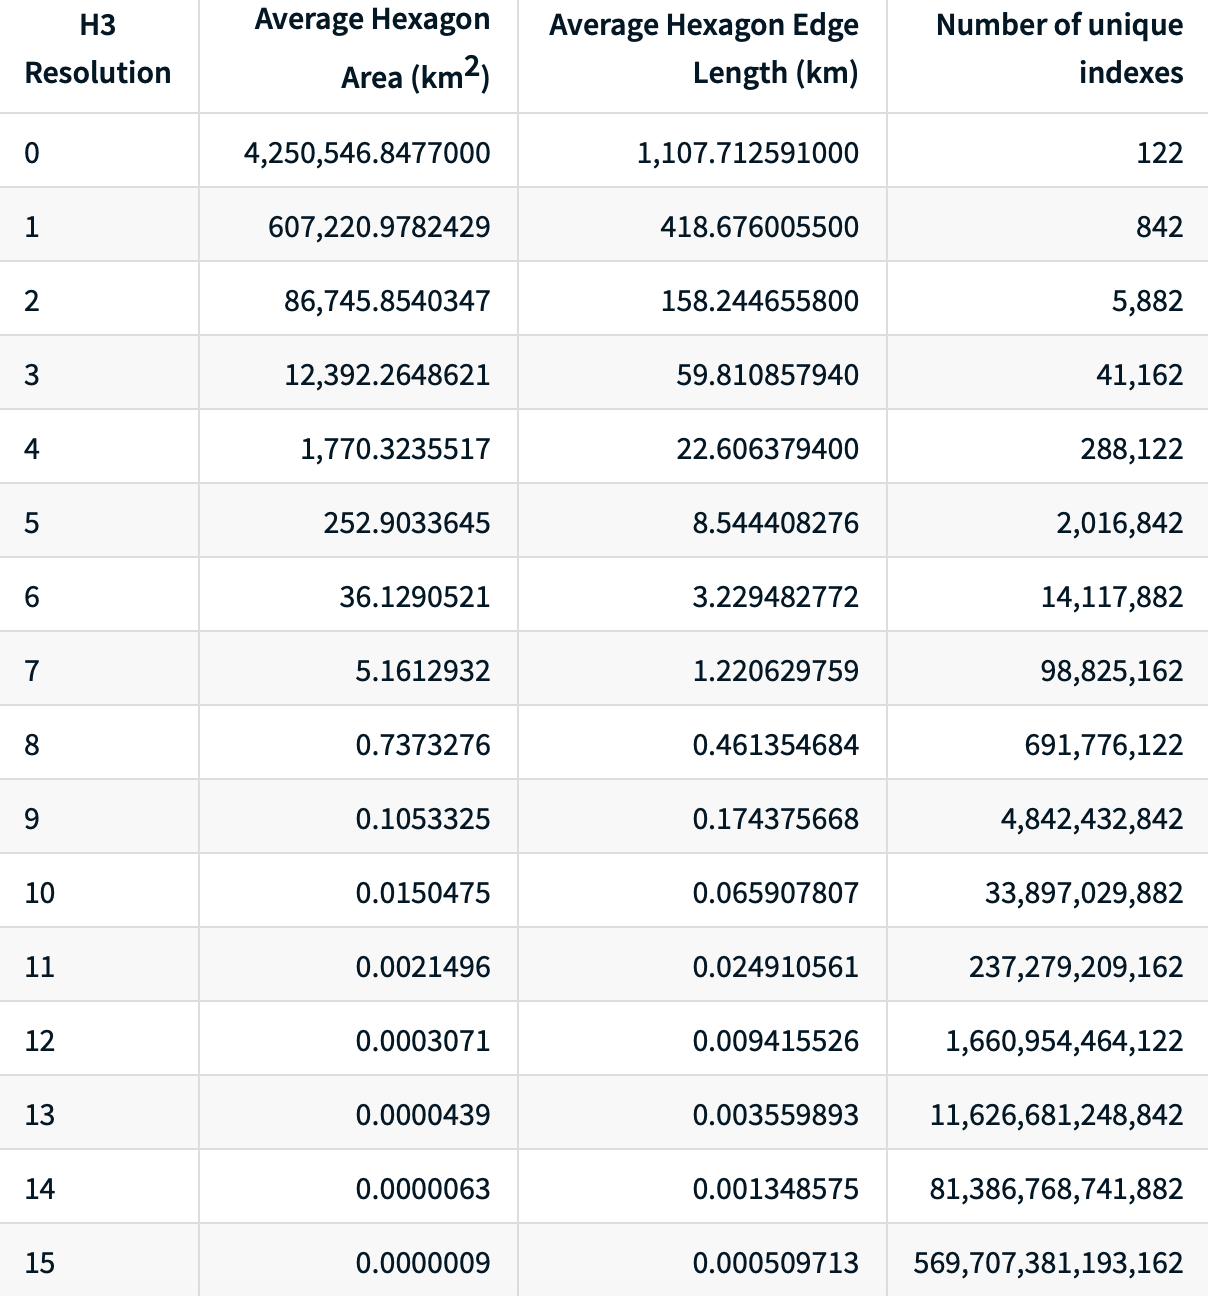 H3 Resolution | Average Hexagon Area (km2) | Average Hexagon Edge Length (km) | Number of unique indexes
0 4,250,546.8477000 1,107.712591000 122
1 607,220.9782429 418.676005500 842
2 86,745.8540347 158.244655800 5,882
3 12,392.2648621 59.810857940 41,162
4 1,770.3235517 22.606379400 288,122
5 252.9033645 8.544408276 2,016,842
6 36.1290521 3.229482772 14,117,882
7 5.1612932 1.220629759 98,825,162
8 0.7373276 0.461354684 691,776,122
9 0.1053325 0.174375668 4,842,432,842
10 0.0150475 0.065907807 33,897,029,882
11 0.0021496 0.024910561 237,279,209,162
12 0.0003071 0.009415526 1,660,954,464,122
13 0.0000439 0.003559893 11,626,681,248,842
14 0.0000063 0.001348575 81,386,768,741,882
15 0.0000009 0.000509713 569,707,381,193,162